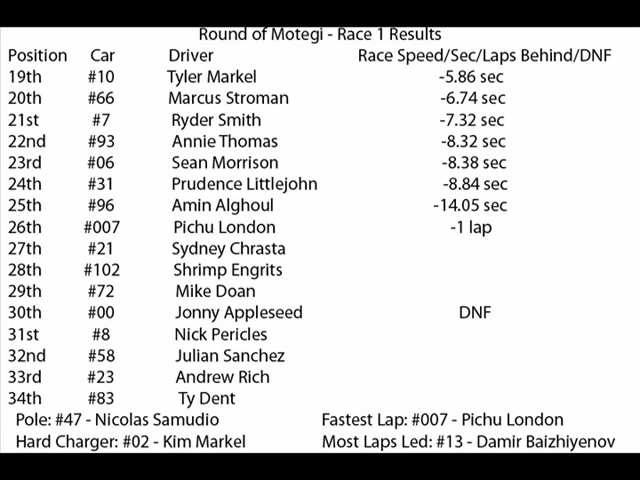 Round of Motegi - Race 1 Results
Position Car Driver Race Speed/Sec/Laps Behind/DNF
19th #10 Tyler Markel -5.86 sec
20th #66 Marcus Stroman -6.74 sec
21st #7 Ryder Smith -7.32 sec
22nd #93 Annie Thomas -8.32 sec
23rd #06 Sean Morrison -8.38 sec
24th #31 Prudence Littlejohn -8.84 sec
25th #96 Amin Alghoul -14.05 sec
26th #007 Pichu London -1 lap
27th #21 Sydney Chrasta
28th #102 Shrimp Engrits
29th #72 Mike Doan
30th #00 Jonny Appleseed DNF
31st #8 Nick Pericles
32nd #58 Julian Sanchez
33rd #23 Andrew Rich
34th #83 Ty Dent
Pole: #47 - Nicolas Samudio Fastest Lap: #007 - Pichu London
Hard Charger: #02 - Kim Markel Most Laps Led: #13 - Damir Baizhiyenov